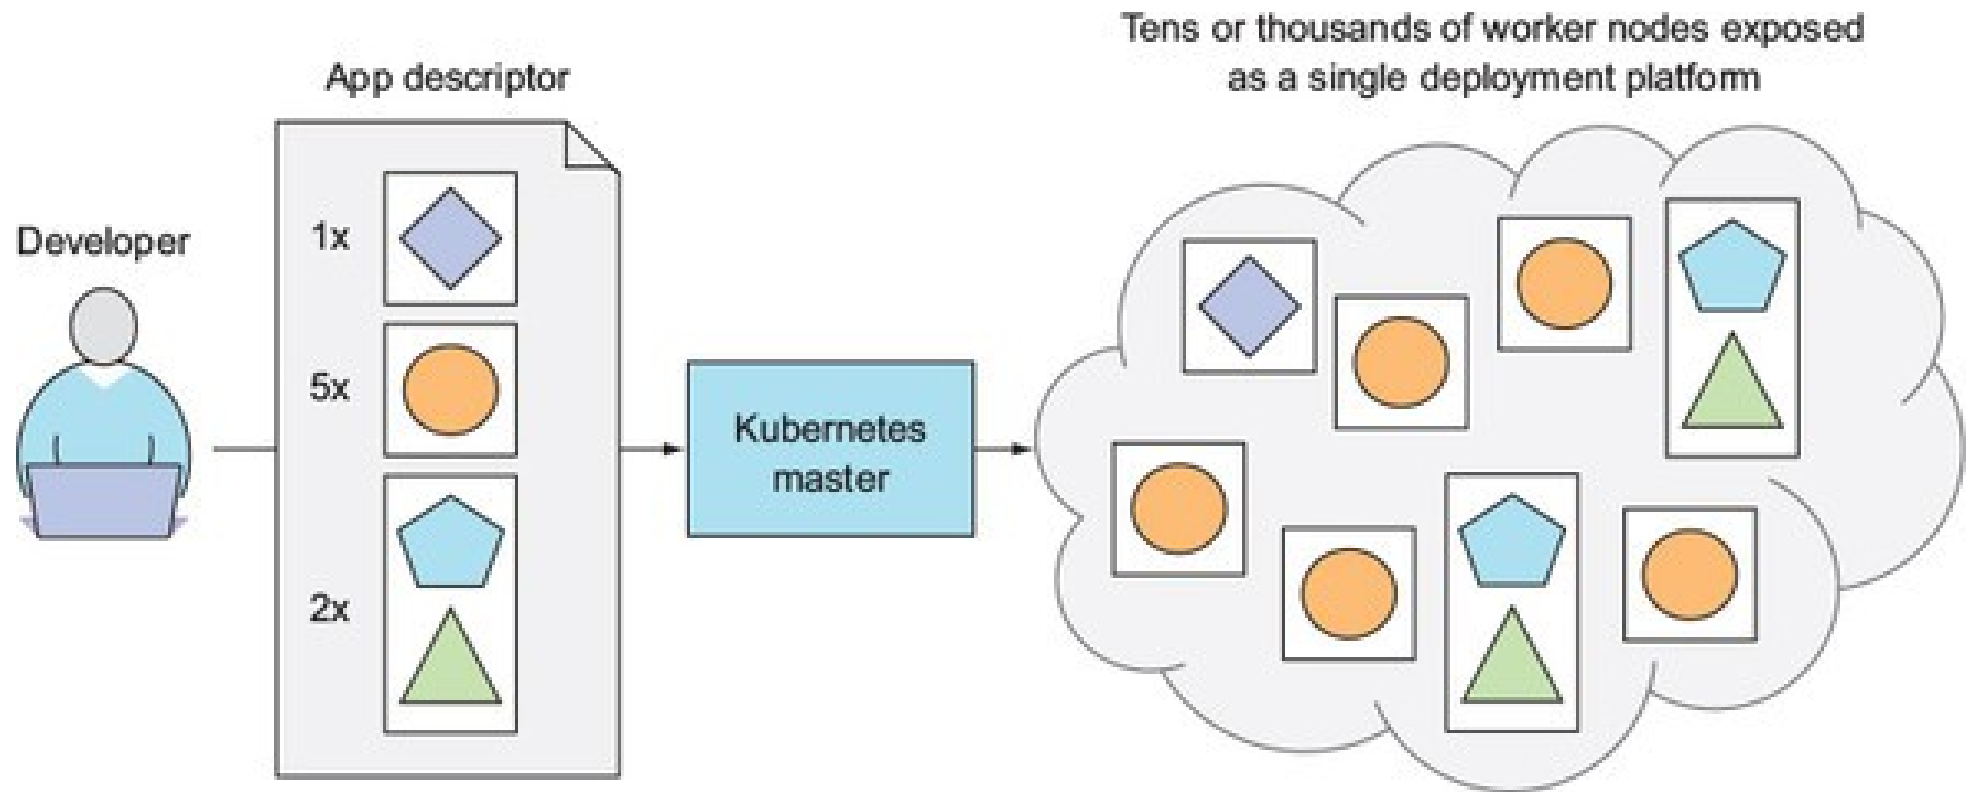 Tens or thousands of worker nodes exposed
as a single deployment platform
App descriptor
Developer
1x
5x
2x
Kubernetes
master